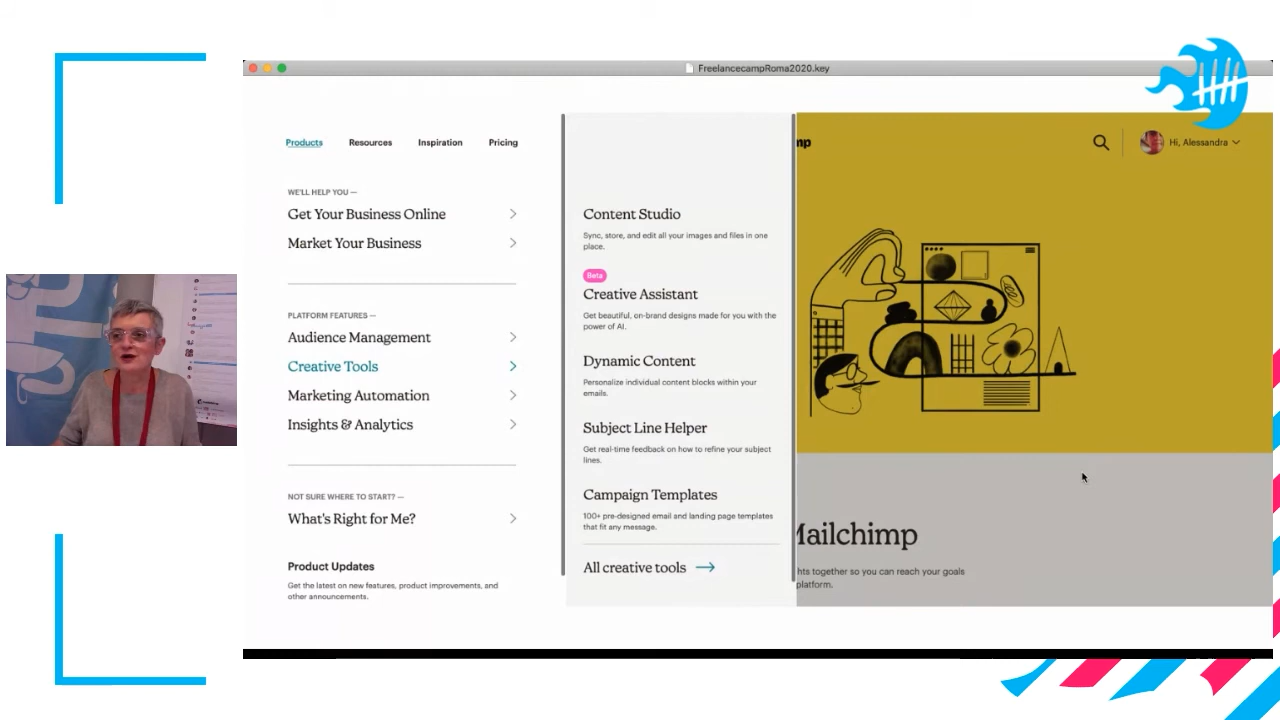 FreelancecampRoma2020.key
Products Resources Inspiration Pricing
mp
Hi, Alessandra
WE'LL HELP YOU —
Get Your Business Online
Market Your Business
PLATFORM FEATURES —
Audience Management
Creative Tools
Marketing Automation
Insights & Analytics
NOT SURE WHERE TO START? —
What's Right for Me?
Product Updates
Get the latest on new features, product improvements, and
other announcements.
Content Studio
Sync, store, and edit all your images and files in one
place.
Beta
Creative Assistant
Get beautiful, on-brand designs made for you with the
power of AI.
Dynamic Content
Personalize individual content blocks within your
emails.
Subject Line Helper
Get real-time feedback on how to refine your subject
lines.
Campaign Templates
100+ pre-designed email and landing page templates
that fit any message.
All creative tools
Mailchimp
hts together so you can reach your goals
platform.